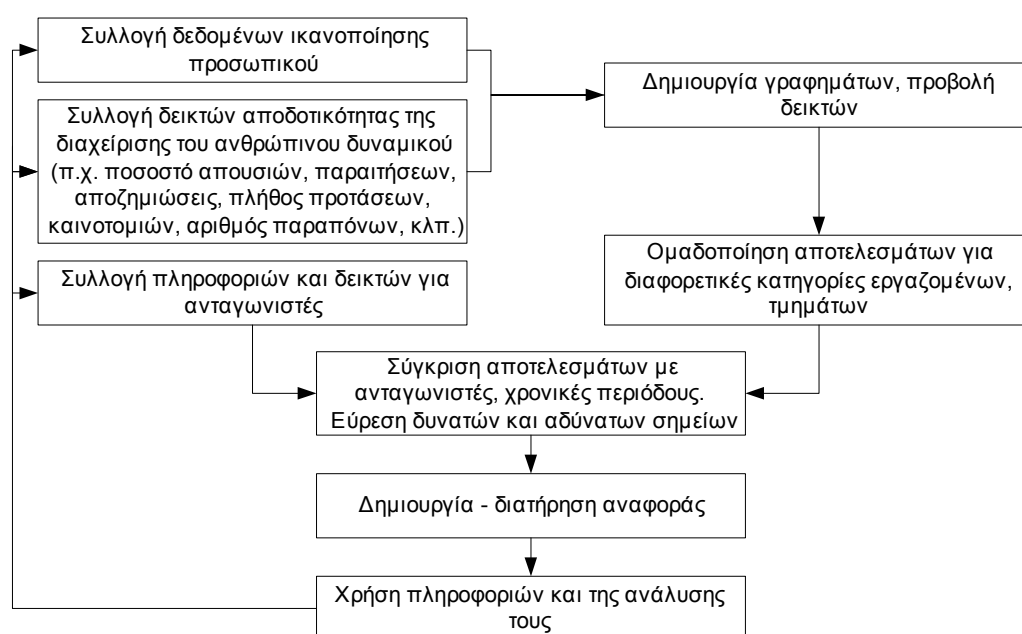 Συλλογή δεδομένων ικανοποίησης
προσωπικού
Συλλογή δεικτών αποδοτικότητας της
διαχείρισης του ανθρώπινου δυναμικού
(π.χ. ποσοστό απουσιών, παραιτήσεων,
αποζημιώσεις, πλήθος προτάσεων,
καινοτομιών, αριθμός παραπόνων, κλπ.)
Συλλογή πληροφοριών και δεικτών για
ανταγωνιστές
Δημιουργία γραφημάτων, προβολή
δεικτών
Ομαδοποίηση αποτελεσμάτων για
διαφορετικές κατηγορίες εργαζομένων,
τμημάτων
Σύγκριση αποτελεσμάτων με
ανταγωνιστές, χρονικές περιόδους.
Εύρεση δυνατών και αδύνατων σημείων
Δημιουργία - διατήρηση αναφοράς
Χρήση πληροφοριών και της ανάλυσης
τους